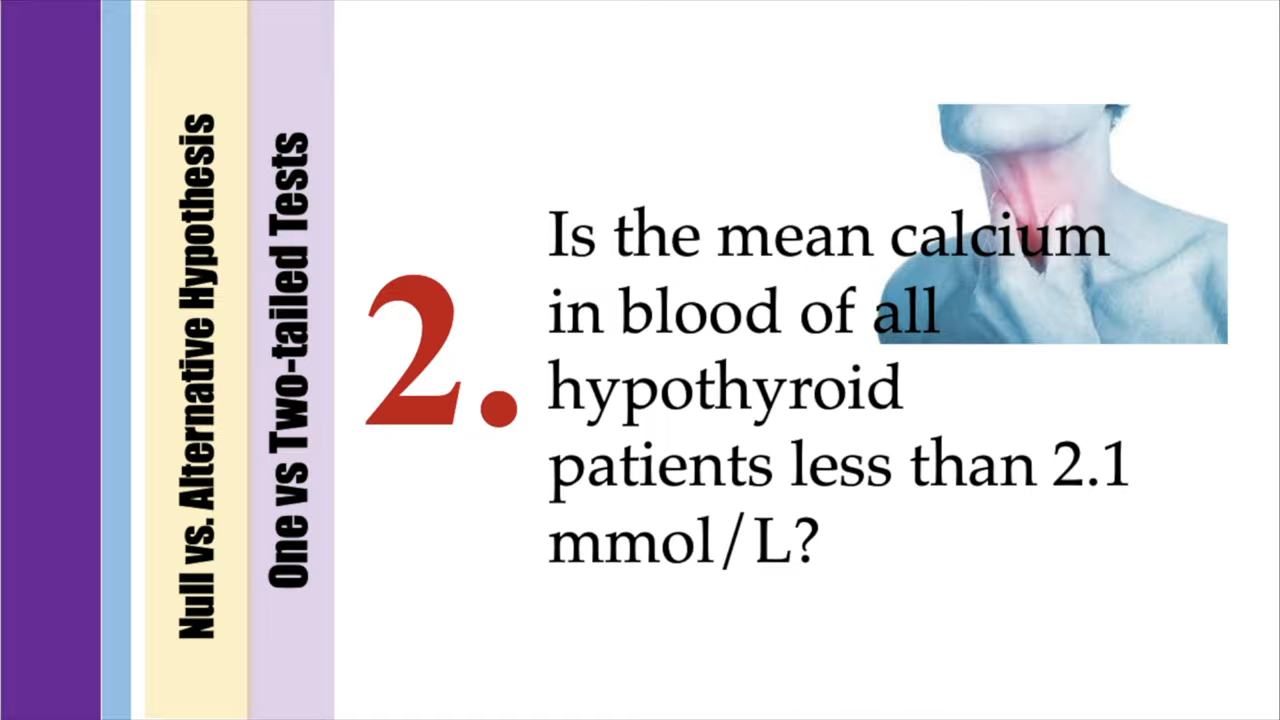 Null vs. Alternative Hypothesis
One vs Two-tailed Tests
2.
Is the mean calcium
in blood of all
hypothyroid
patients less than 2.1
mmol/L?